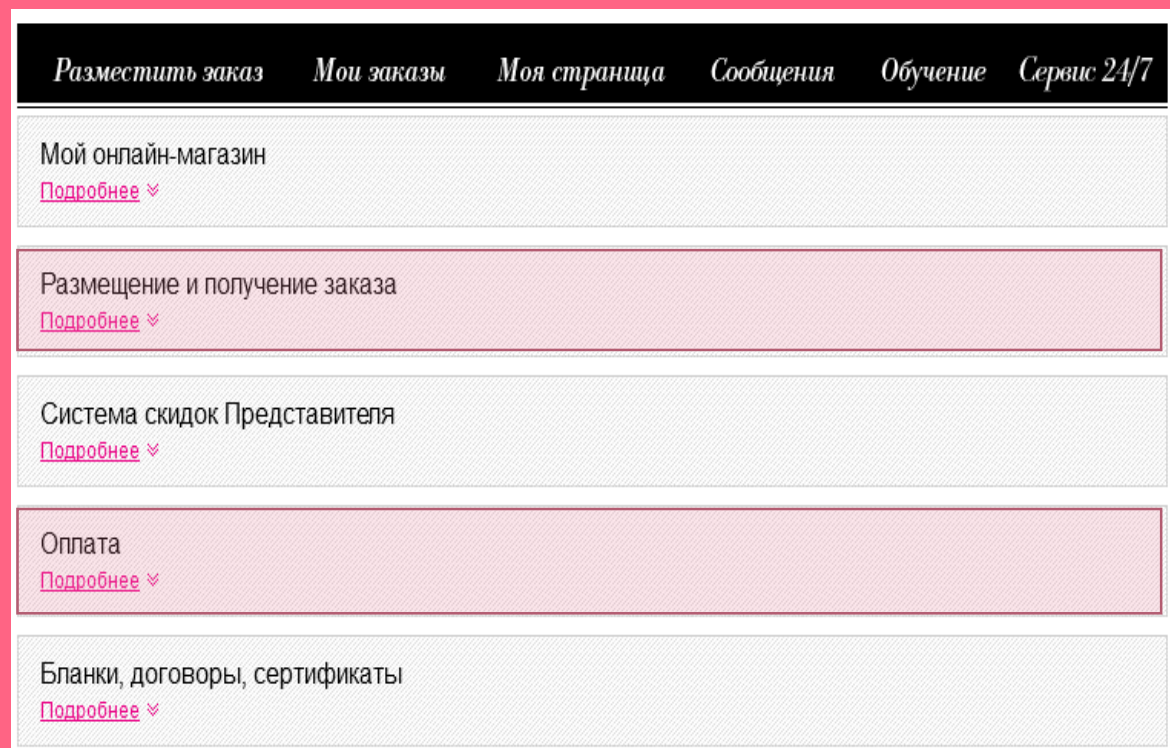 Разместить заказ Мои заказы Моя страница Сообщения Обучение Сервис 24/7
Мой онлайн-магазин
Подробнее
Размещение и получение заказа
Подробнее
Система скидок Представителя
Подробнее
Оплата
Подробнее
Бланки, договоры, сертификаты
Подробнее